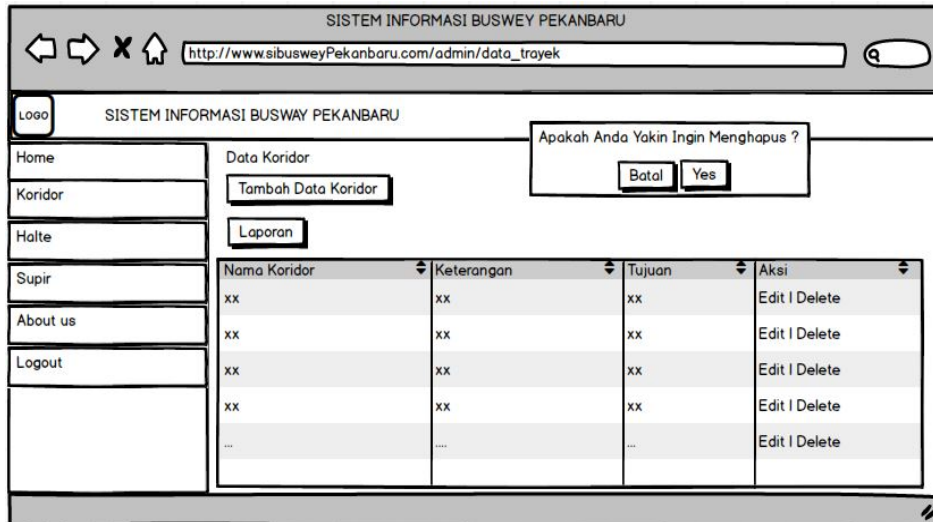 SISTEM INFORMASI BUSWEY PEKANBARU
http://www.sibusweyPekanbaru.com/admin/data_trayek
LOGO SISTEM INFORMASI BUSWAY PEKANBARU
Apakah Anda Yakin Ingin Menghapus ?
Batal Yes
Home
Koridor
Halte
Supir
About us
Logout
Data Koridor
Tambah Data Koridor
Laporan
Nama Koridor Keterangan Tujuan Aksi
xx xx xx Edit | Delete
xx xx xx Edit | Delete
xx xx xx Edit | Delete
xx xx xx Edit | Delete
... .... ... Edit | Delete